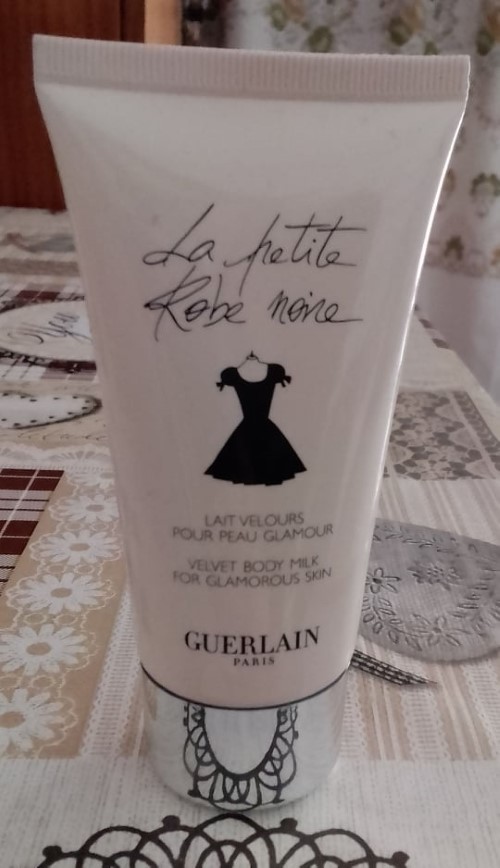 La petite
Robe noire
LAIT VELOURS
POUR PEAU GLAMOUR
VELVET BODY MILK
FOR GLAMOROUS SKIN
GUERLAIN
PARIS